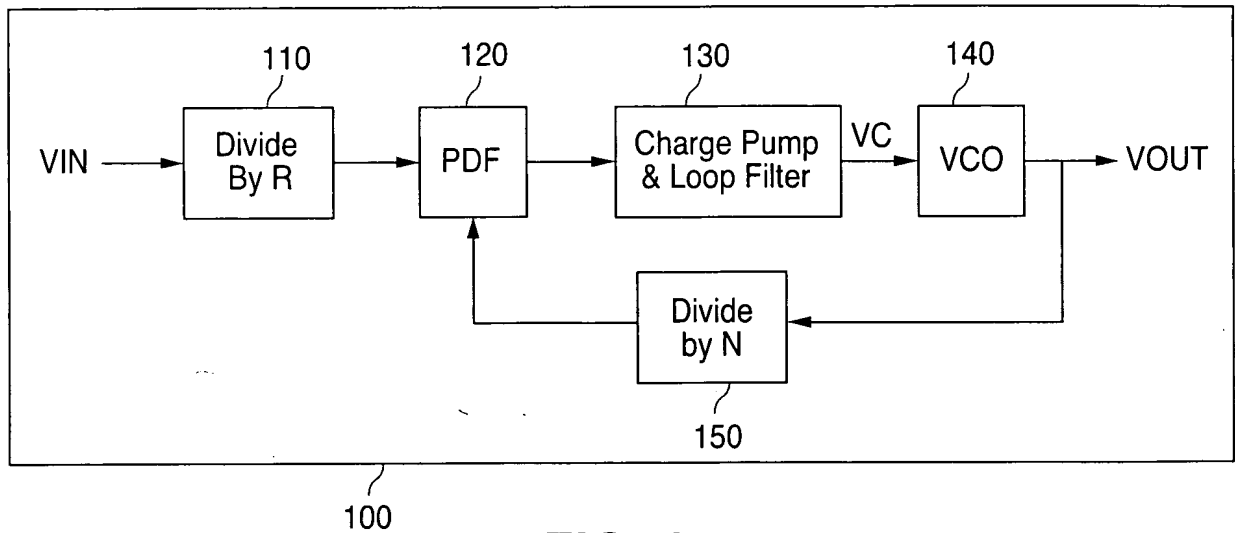 110
120
130
140
VIN
Divide
By R
PDF
Charge Pump
& Loop Filter
VC
VCO
VOUT
Divide
by N
150
100